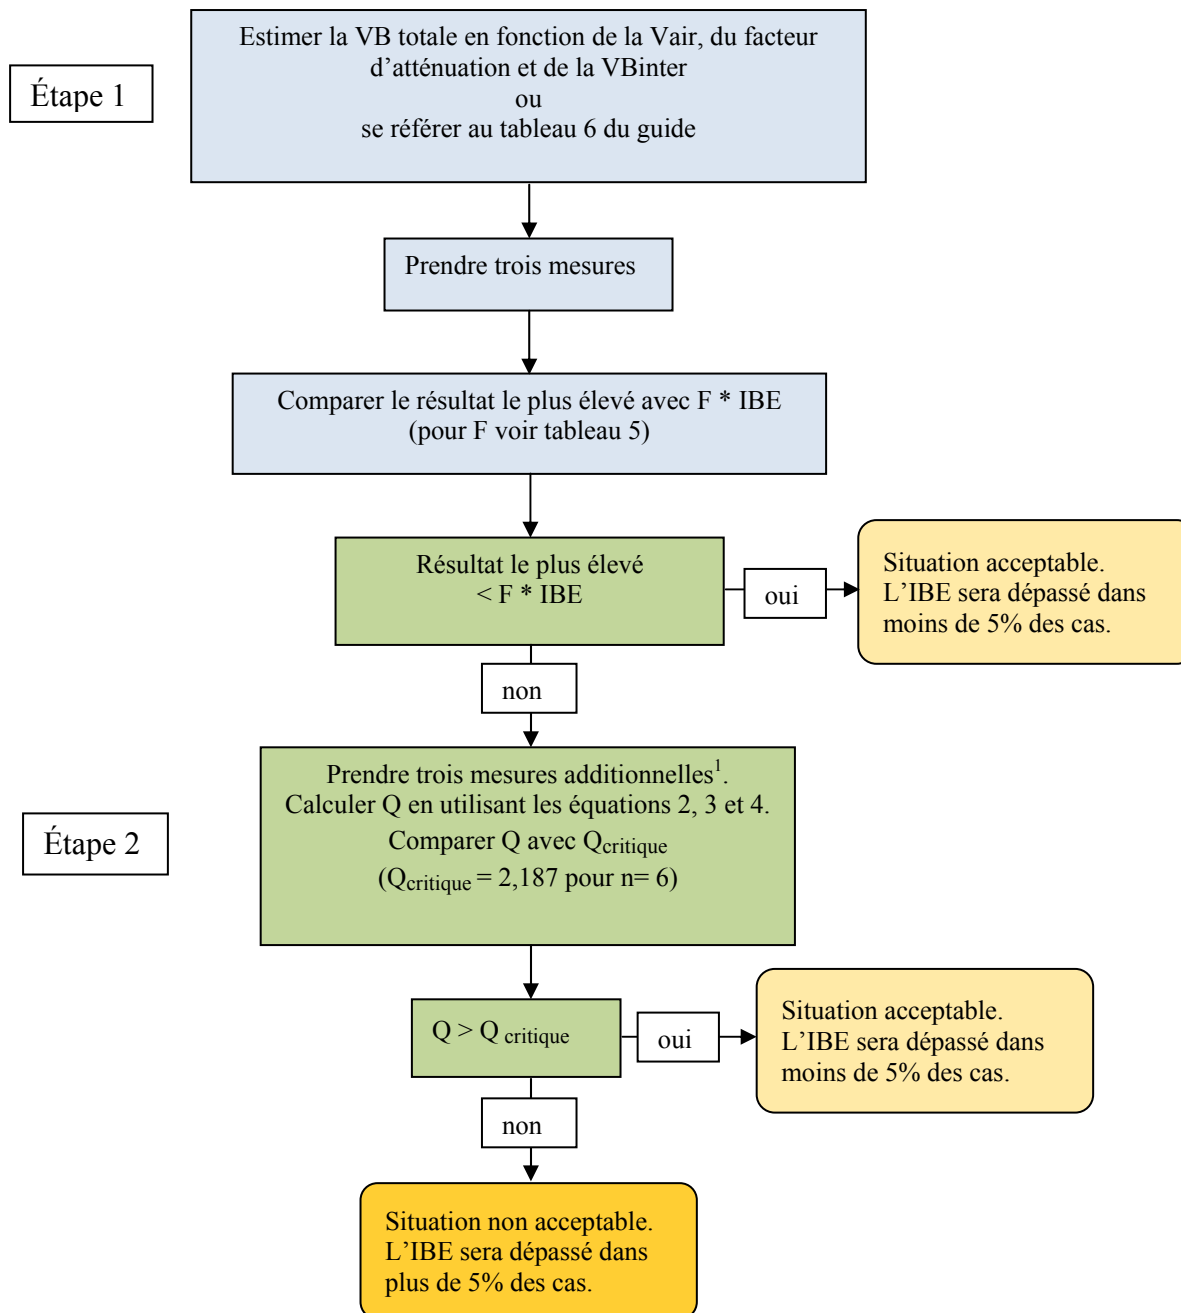 Étape 1
Estimer la VB totale en fonction de la Vair, du facteur
d’atténuation et de la VBinter
ou
se référer au tableau 6 du guide
Prendre trois mesures
Comparer le résultat le plus élevé avec F * IBE
(pour F voir tableau 5)
Résultat le plus élevé
< F * IBE
oui
Situation acceptable.
L’IBE sera dépassé dans
moins de 5% des cas.
non
Étape 2
Prendre trois mesures additionnelles¹.
Calculer Q en utilisant les équations 2, 3 et 4.
Comparer Q avec Qcritique
(Qcritique = 2,187 pour n= 6)
Q > Q critique
oui
Situation acceptable.
L’IBE sera dépassé dans
moins de 5% des cas.
non
Situation non acceptable.
L’IBE sera dépassé dans
plus de 5% des cas.